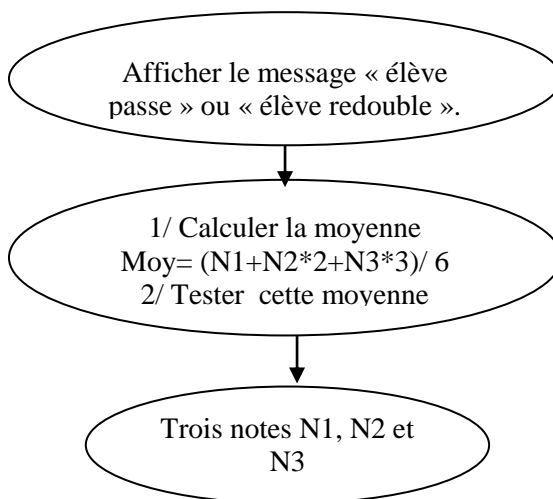 Afficher le message « élève
passe » ou « élève redouble ».
1/ Calculer la moyenne
Moy= (N1+N2*2+N3*3)/ 6
2/ Tester cette moyenne
Trois notes N1, N2 et
N3